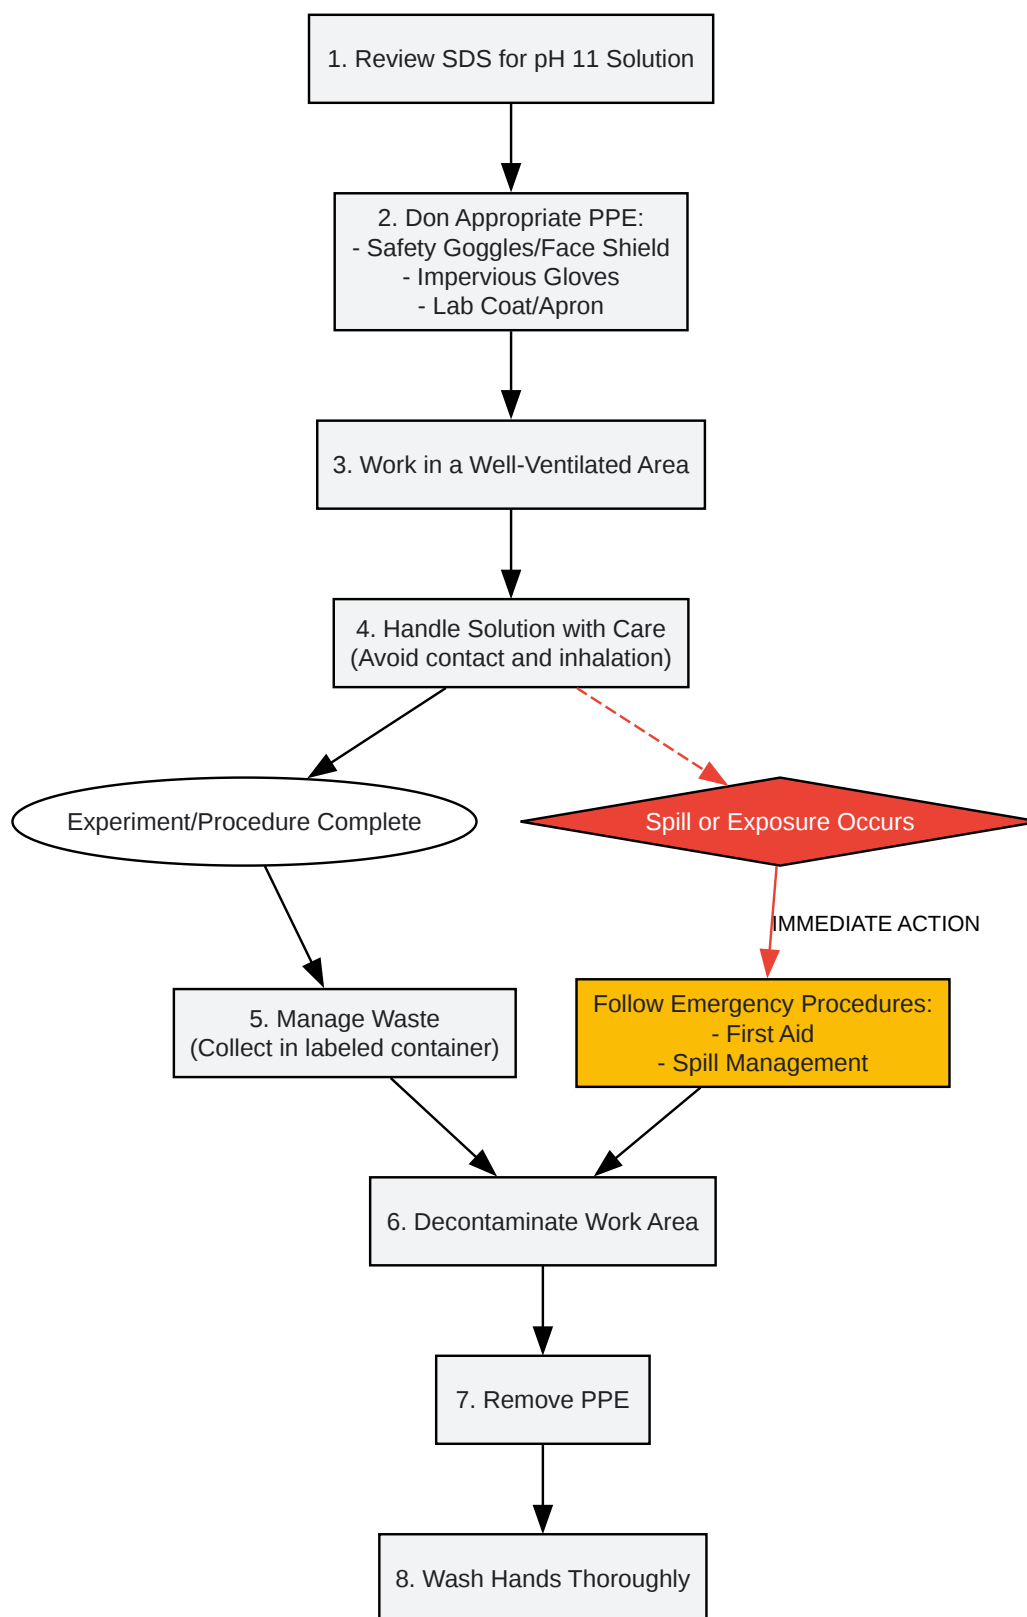 1. Review SDS for pH 11 Solution
2. Don Appropriate PPE:
- Safety Goggles/Face Shield
- Impervious Gloves
- Lab Coat/Apron
3. Work in a Well-Ventilated Area
4. Handle Solution with Care
(Avoid contact and inhalation)
Experiment/Procedure Complete
Spill or Exposure Occurs
IMMEDIATE ACTION
5. Manage Waste
(Collect in labeled container)
Follow Emergency Procedures:
- First Aid
- Spill Management
6. Decontaminate Work Area
7. Remove PPE
8. Wash Hands Thoroughly